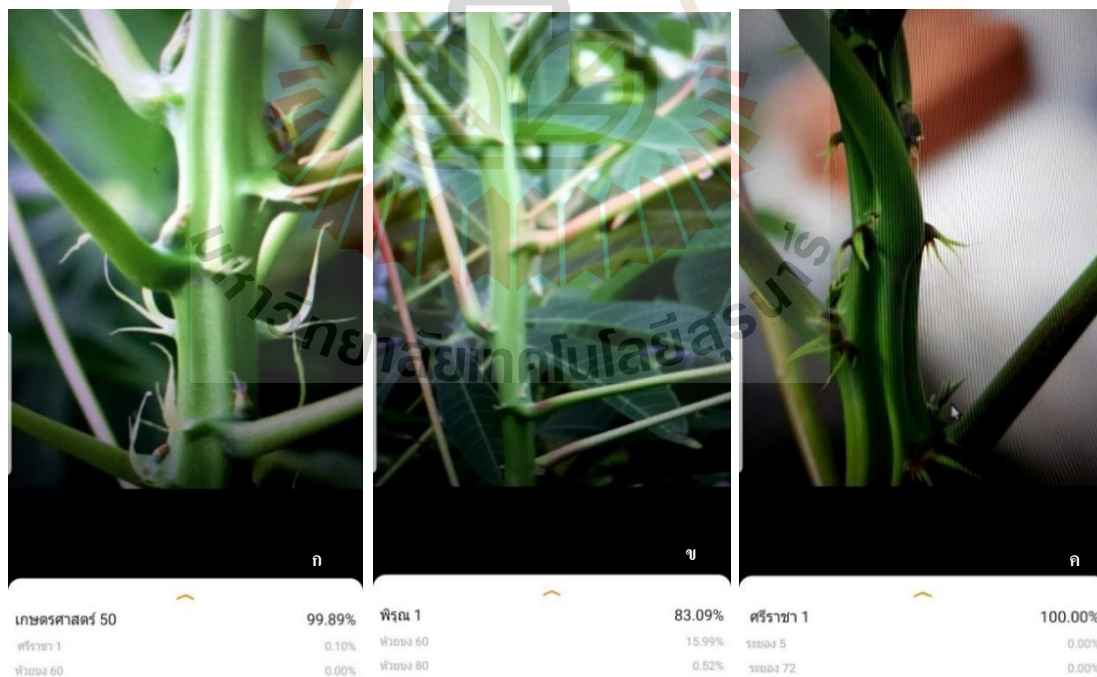 มหาวิทยาลัยเทคโนโลยีสุรนารี
ก
ข
ค
เกษตรศาสตร์ 50 99.89%
ศรีราชา 1 0.10%
ห้วยบง 60 0.00%
พิรุณ 1 83.09%
ห้วยบง 60 15.99%
ห้วยบง 80 0.52%
ศรีราชา 1 100.00%
ระยอง 5 0.00%
ระยอง 72 0.00%